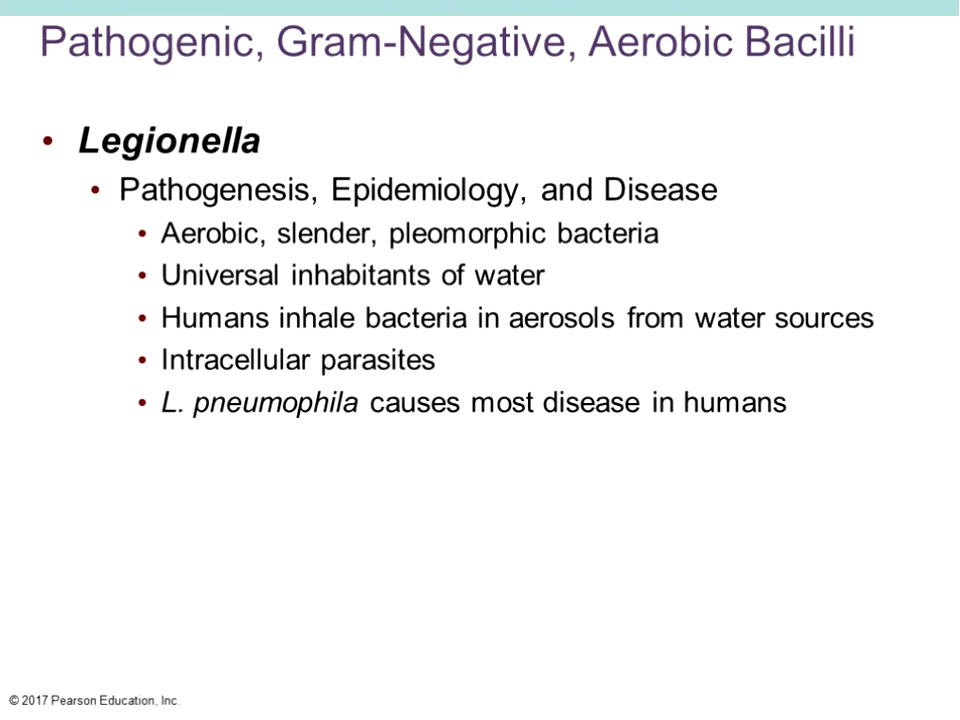 Pathogenic, Gram-Negative, Aerobic Bacilli
• Legionella
• Pathogenesis, Epidemiology, and Disease
• Aerobic, slender, pleomorphic bacteria
• Universal inhabitants of water
• Humans inhale bacteria in aerosols from water sources
• Intracellular parasites
• L. pneumophila causes most disease in humans
© 2017 Pearson Education, Inc.